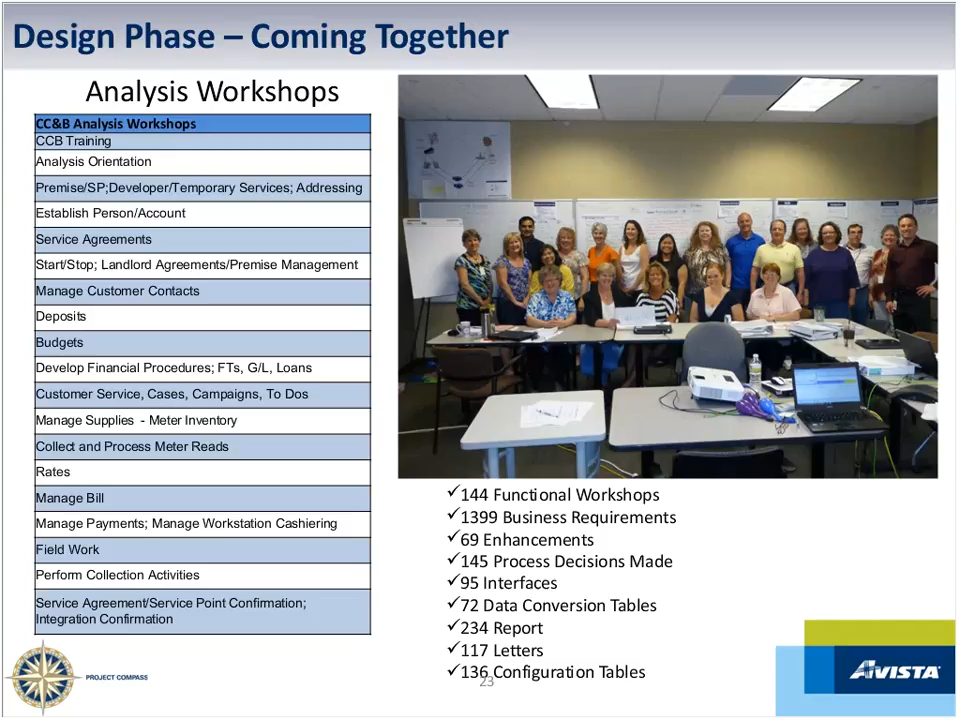 Design Phase – Coming Together
Analysis Workshops
CC&B Analysis Workshops
CCB Training
Analysis Orientation
Premise/SP;Developer/Temporary Services; Addressing
Establish Person/Account
Service Agreements
Start/Stop; Landlord Agreements/Premise Management
Manage Customer Contacts
Deposits
Budgets
Develop Financial Procedures; FTs, G/L, Loans
Customer Service, Cases, Campaigns, To Dos
Manage Supplies - Meter Inventory
Collect and Process Meter Reads
Rates
Manage Bill
Manage Payments; Manage Workstation Cashiering
Field Work
Perform Collection Activities
Service Agreement/Service Point Confirmation;
Integration Confirmation
✓144 Functional Workshops
✓1399 Business Requirements
✓69 Enhancements
✓145 Process Decisions Made
✓95 Interfaces
✓72 Data Conversion Tables
✓234 Report
✓117 Letters
✓136 Configuration Tables
23
PROJECT COMPASS
AVISTA